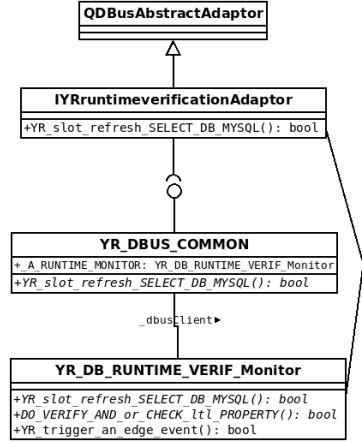 QDBusAbstractAdaptor
IYRruntimeverificationAdaptor
+YR_slot_refresh_SELECT_DB_MYSQL(): bool
YR_DBUS_COMMON
+_A_RUNTIME_MONITOR: YR_DB_RUNTIME_VERIF_Monitor
+YR_slot_refresh_SELECT_DB_MYSQL(): bool
_dbusClient
YR_DB_RUNTIME_VERIF_Monitor
+YR_slot_refresh_SELECT_DB_MYSQL(): bool
+DO_VERIFY_AND_or_CHECK_ltl_PROPERTY(): bool
+YR_trigger_an_edge_event(): bool